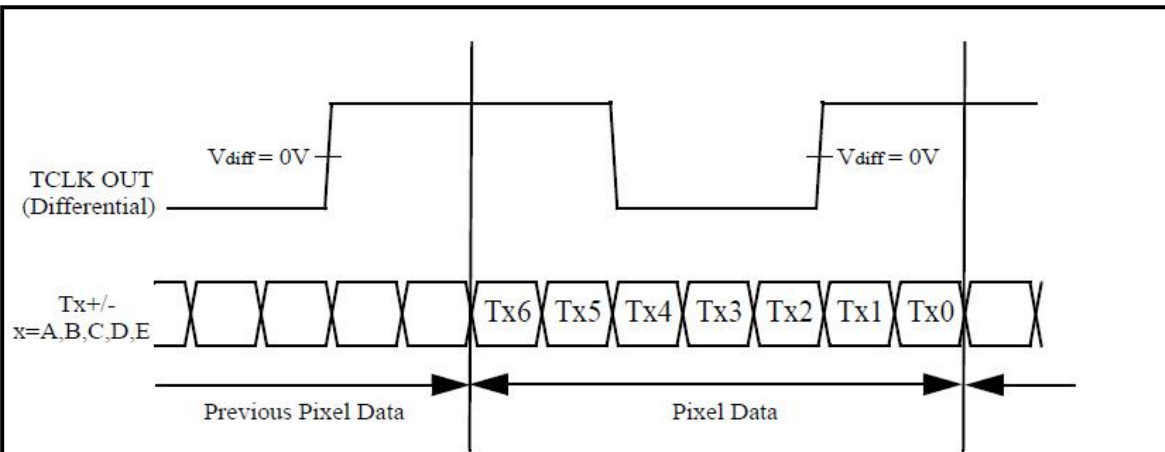 Vdiff = 0V
Vdiff = 0V
TCLK OUT
(Differential)
Tx+/-
x=A,B,C,D,E
Tx6 Tx5 Tx4 Tx3 Tx2 Tx1 Tx0
Previous Pixel Data
Pixel Data